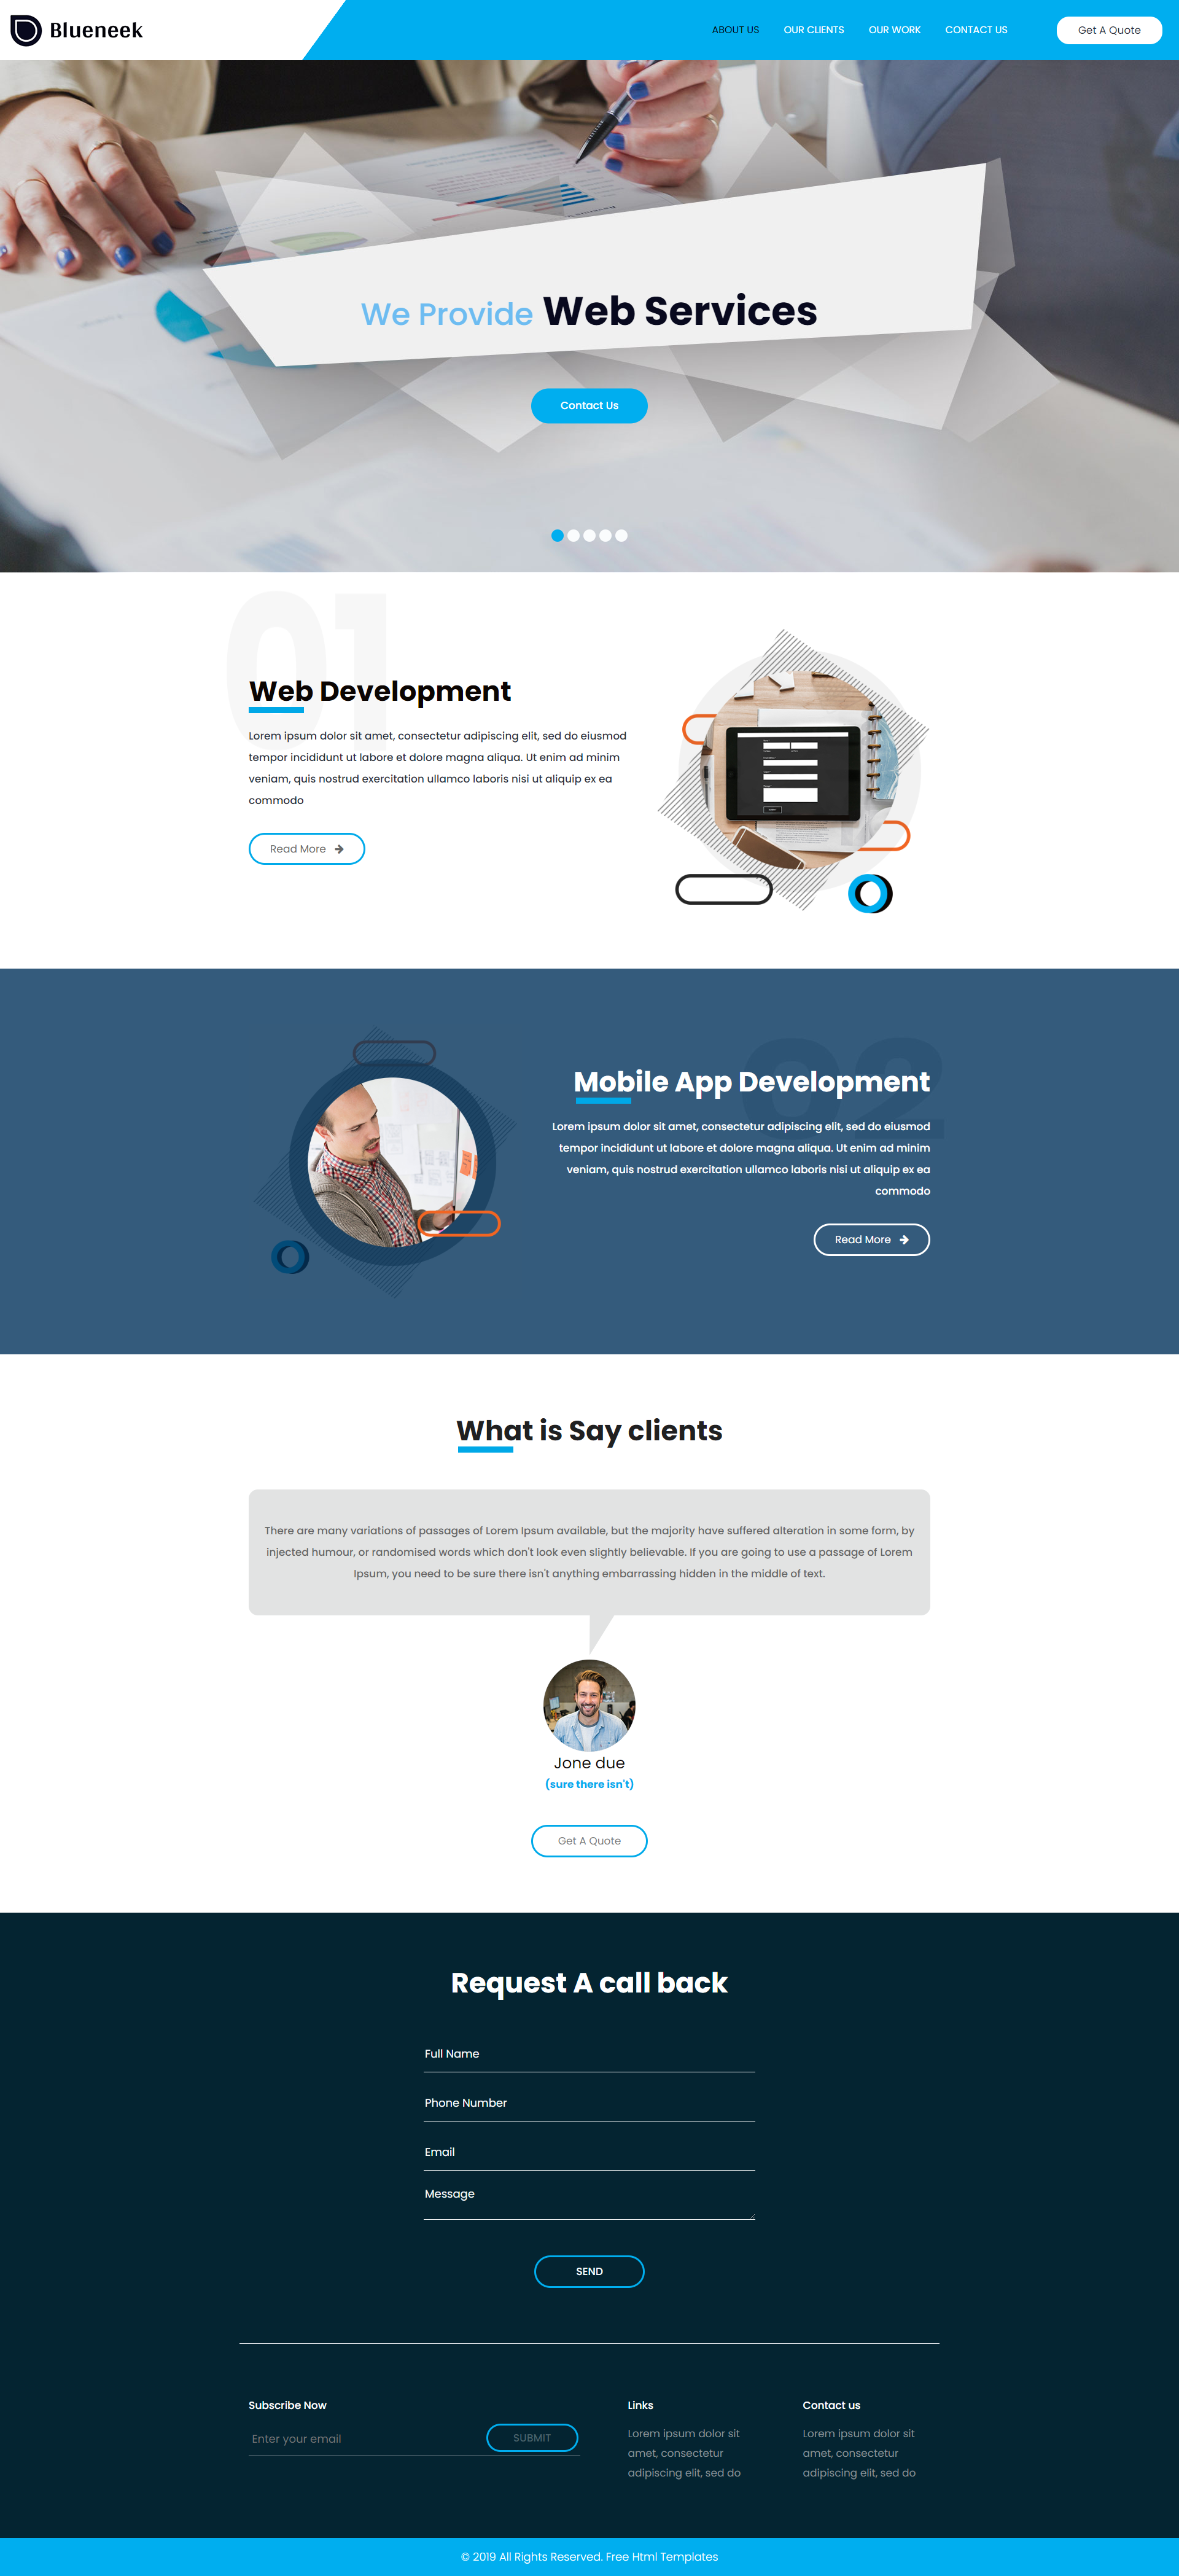 Blueneek
ABOUT US
OUR CLIENTS
OUR WORK
CONTACT US
Get A Quote
We Provide Web Services
Contact Us
01
Web Development
Lorem ipsum dolor sit amet, consectetur adipiscing elit, sed do eiusmod
tempor incididunt ut labore et dolore magna aliqua. Ut enim ad minim
veniam, quis nostrud exercitation ullamco laboris nisi ut aliquip ex ea
commodo
Read More
02
Mobile App Development
Lorem ipsum dolor sit amet, consectetur adipiscing elit, sed do eiusmod
tempor incididunt ut labore et dolore magna aliqua. Ut enim ad minim
veniam, quis nostrud exercitation ullamco laboris nisi ut aliquip ex ea
commodo
Read More
What is Say clients
There are many variations of passages of Lorem Ipsum available, but the majority have suffered alteration in some form, by
injected humour, or randomised words which don't look even slightly believable. If you are going to use a passage of Lorem
Ipsum, you need to be sure there isn't anything embarrassing hidden in the middle of text.
Jone due
(sure there isn't)
Get A Quote
Request A call back
Full Name
Phone Number
Email
Message
SEND
Subscribe Now
Enter your email
SUBMIT
Links
Lorem ipsum dolor sit
amet, consectetur
adipiscing elit, sed do
Contact us
Lorem ipsum dolor sit
amet, consectetur
adipiscing elit, sed do
© 2019 All Rights Reserved. Free Html Templates